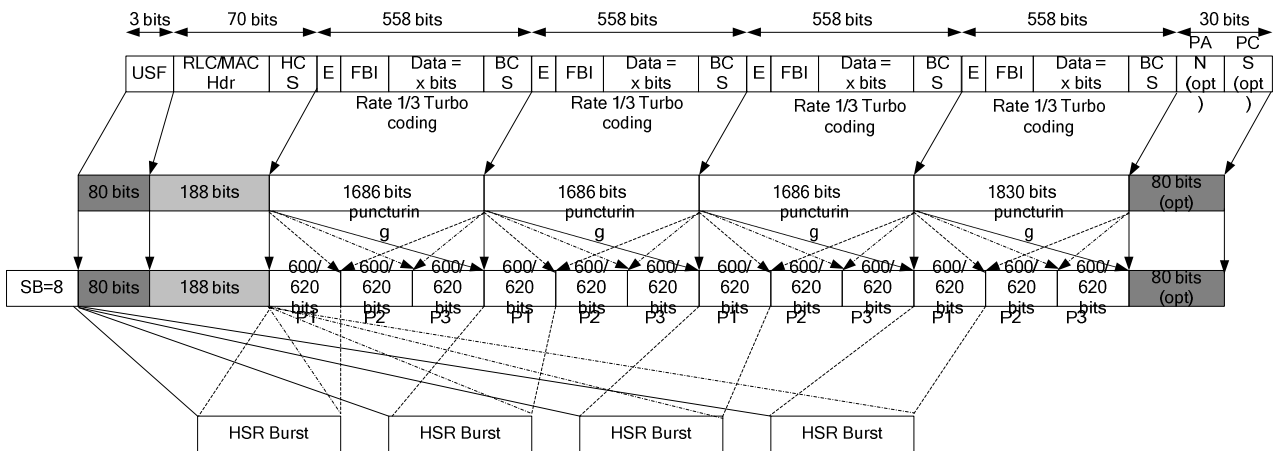 3 bits 70 bits 558 bits 558 bits 558 bits 558 bits 30 bits
USF RLC/MAC Hdr HC S E FBI Data = x bits BC S E FBI Data = x bits BC S E FBI Data = x bits BC S E FBI Data = x bits BC S PA N (opt ) PC S (opt )
Rate 1/3 Turbo coding Rate 1/3 Turbo coding Rate 1/3 Turbo coding Rate 1/3 Turbo coding
80 bits 188 bits 1686 bits puncturin g 1686 bits puncturin g 1686 bits puncturin g 1830 bits puncturin g 80 bits (opt)
SB=8 80 bits 188 bits 600/ 620 bits P1 600/ 620 bits P2 600/ 620 bits P3 600/ 620 bits P1 600/ 620 bits P2 600/ 620 bits P3 600/ 620 bits P1 600/ 620 bits P2 600/ 620 bits P3 600/ 620 bits P1 600/ 620 bits P2 600/ 620 bits P3 80 bits (opt)
HSR Burst HSR Burst HSR Burst HSR Burst